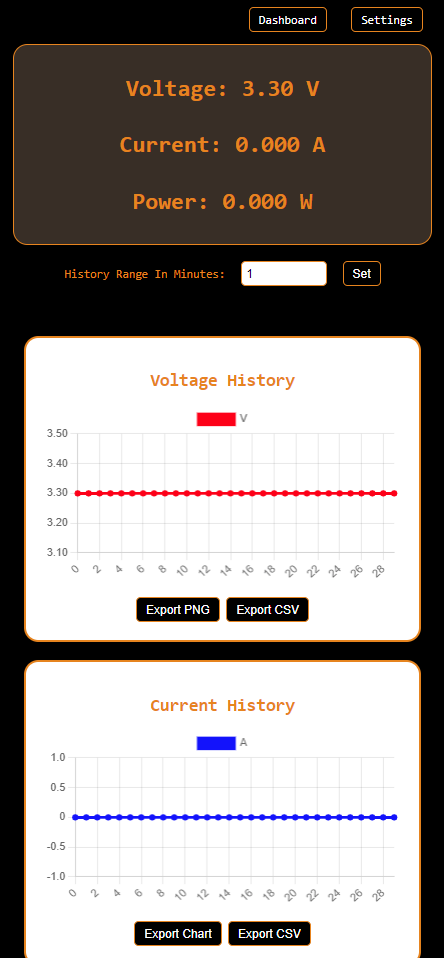 Dashboard Settings
Voltage: 3.30 V
Current: 0.000 A
Power: 0.000 W
History Range In Minutes: 1 Set
Voltage History
V
3.50
3.40
3.30
3.20
3.10
0 2 4 6 8 10 12 14 16 18 20 22 24 26 28
Export PNG Export CSV
Current History
A
1.0
0.5
0
-0.5
-1.0
0 2 4 6 8 10 12 14 16 18 20 22 24 26 28
Export Chart Export CSV